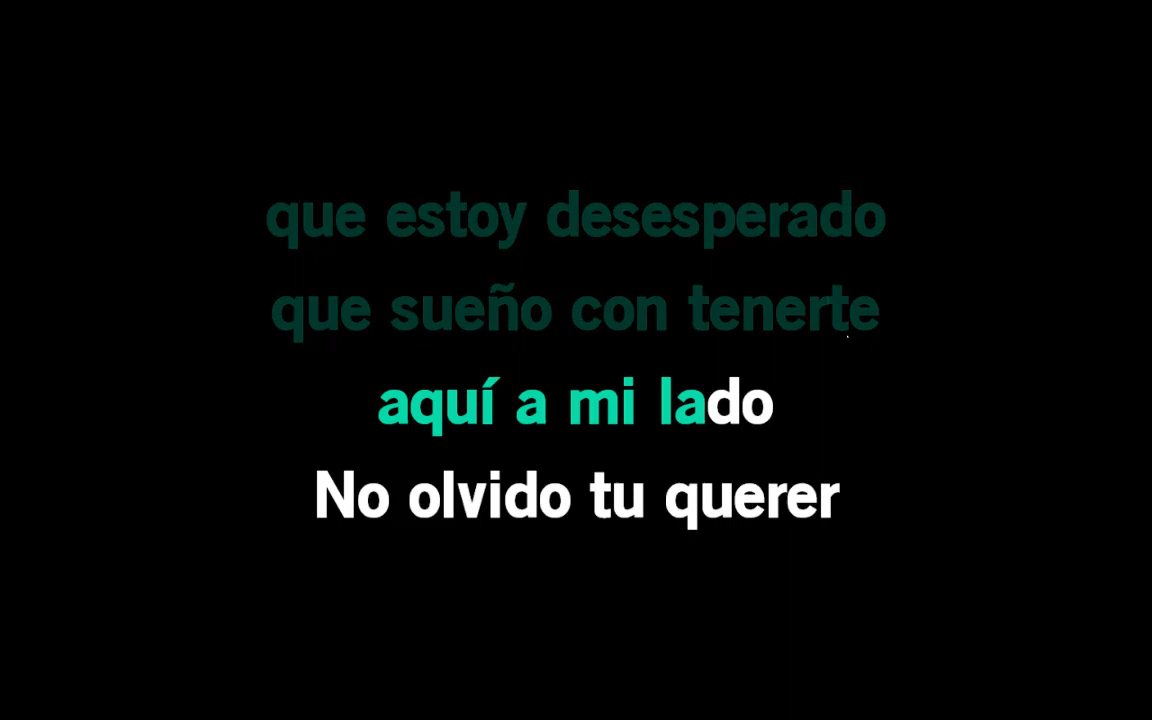 que estoy desesperado
que sueño con tenerte
aquí a mi lado
No olvido tu querer